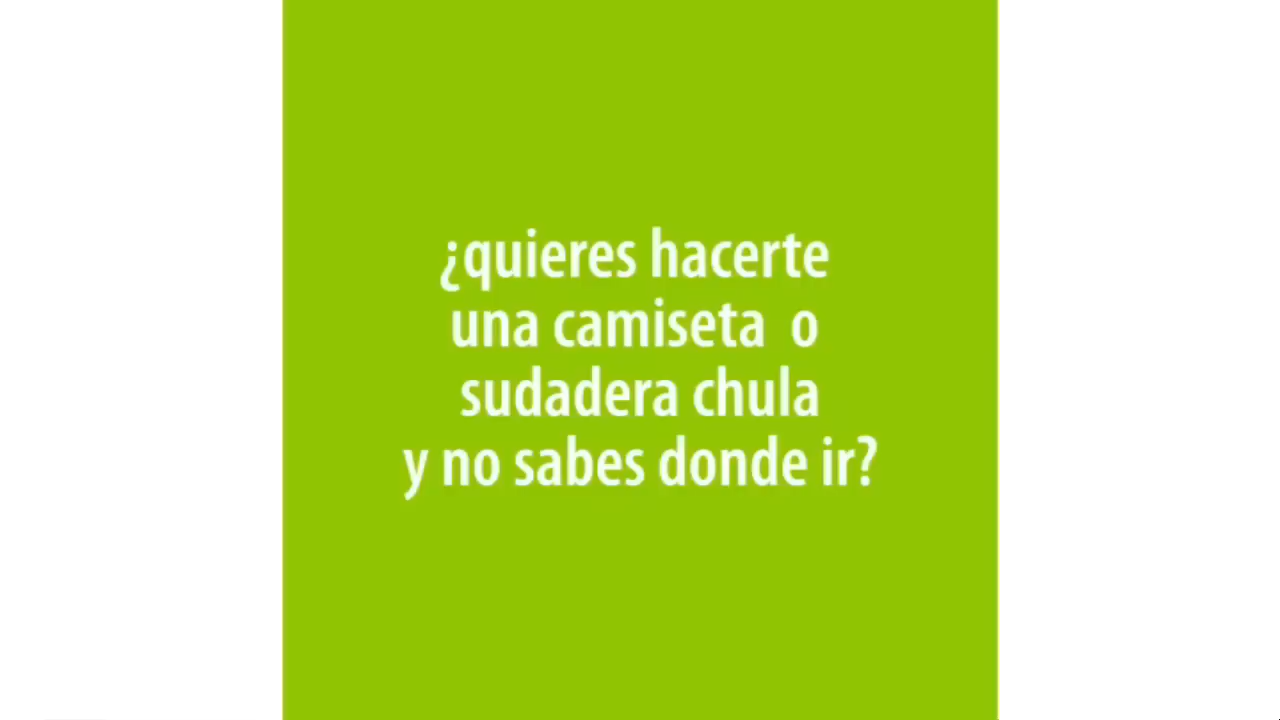 ¿quieres hacerte
una camiseta  o
sudadera chula
y no sabes donde ir?